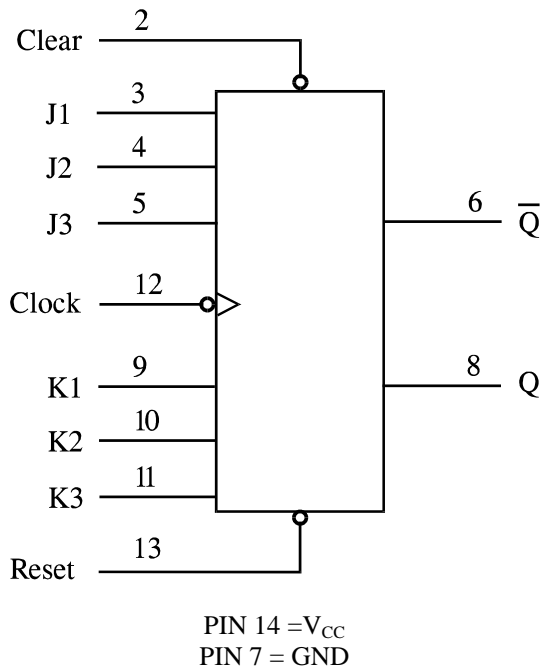 2
Clear
3
J1
4
J2
5
J3
6
Q̅
12
Clock
9
K1
8
Q
10
K2
11
K3
13
Reset
PIN 14 =V_CC
PIN 7 = GND